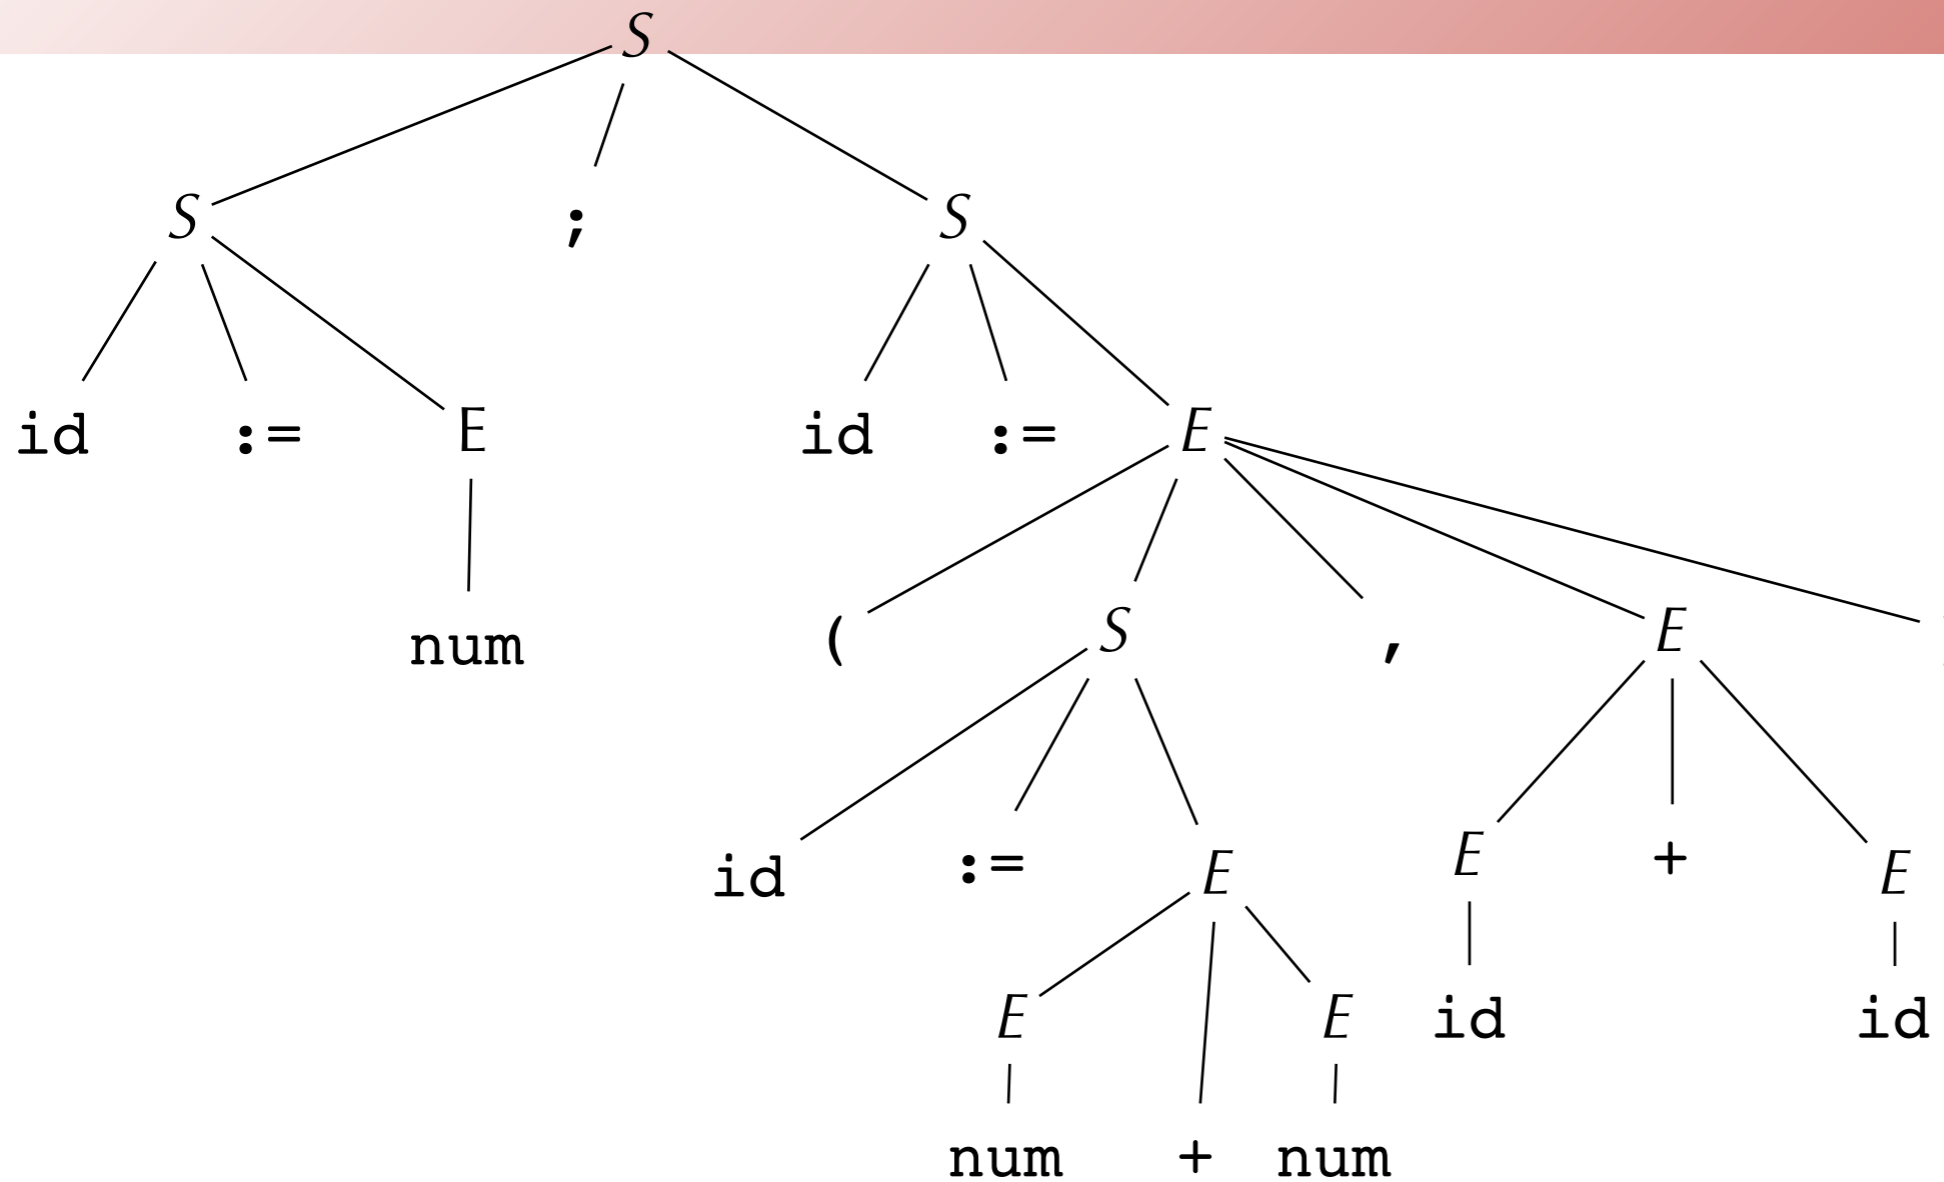 S
S ; S
id := E id := E
num ( S , E
id := E E + E
E E id id
num + num